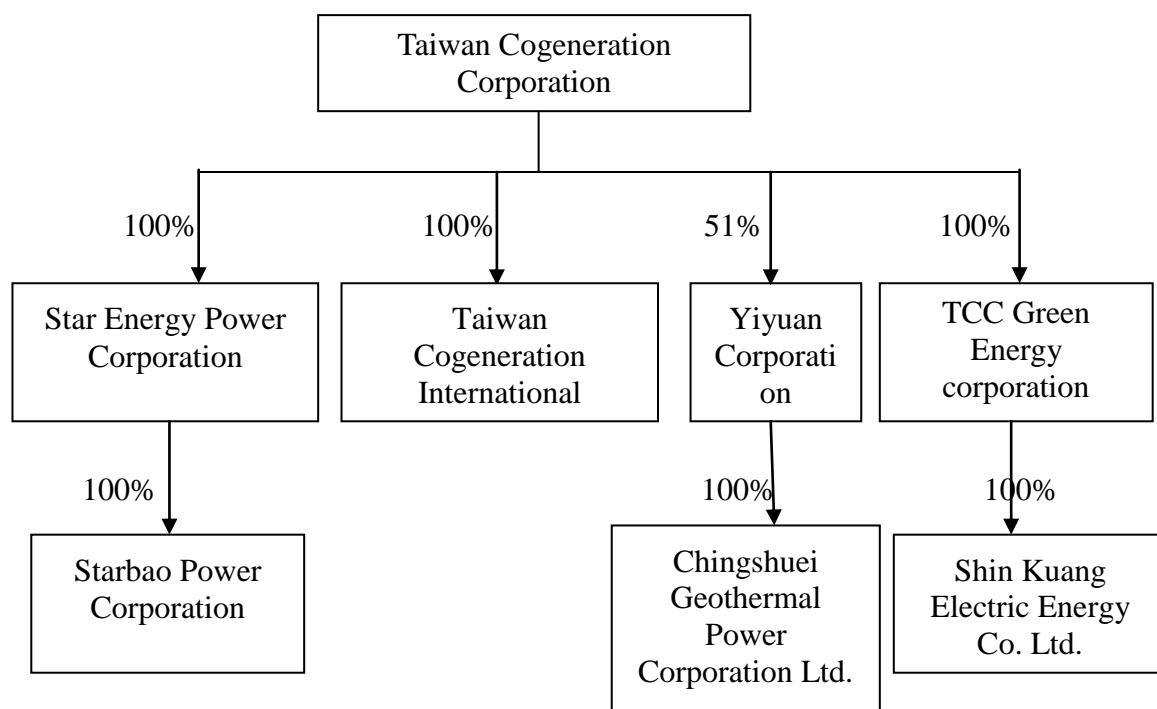 Taiwan Cogeneration
Corporation
100%
100%
51%
100%
Star Energy Power
Corporation
Taiwan
Cogeneration
International
Yiyuan
Corporati
on
TCC Green
Energy
corporation
100%
100%
100%
Starbao Power
Corporation
Chingshuei
Geothermal
Power
Corporation Ltd.
Shin Kuang
Electric Energy
Co. Ltd.